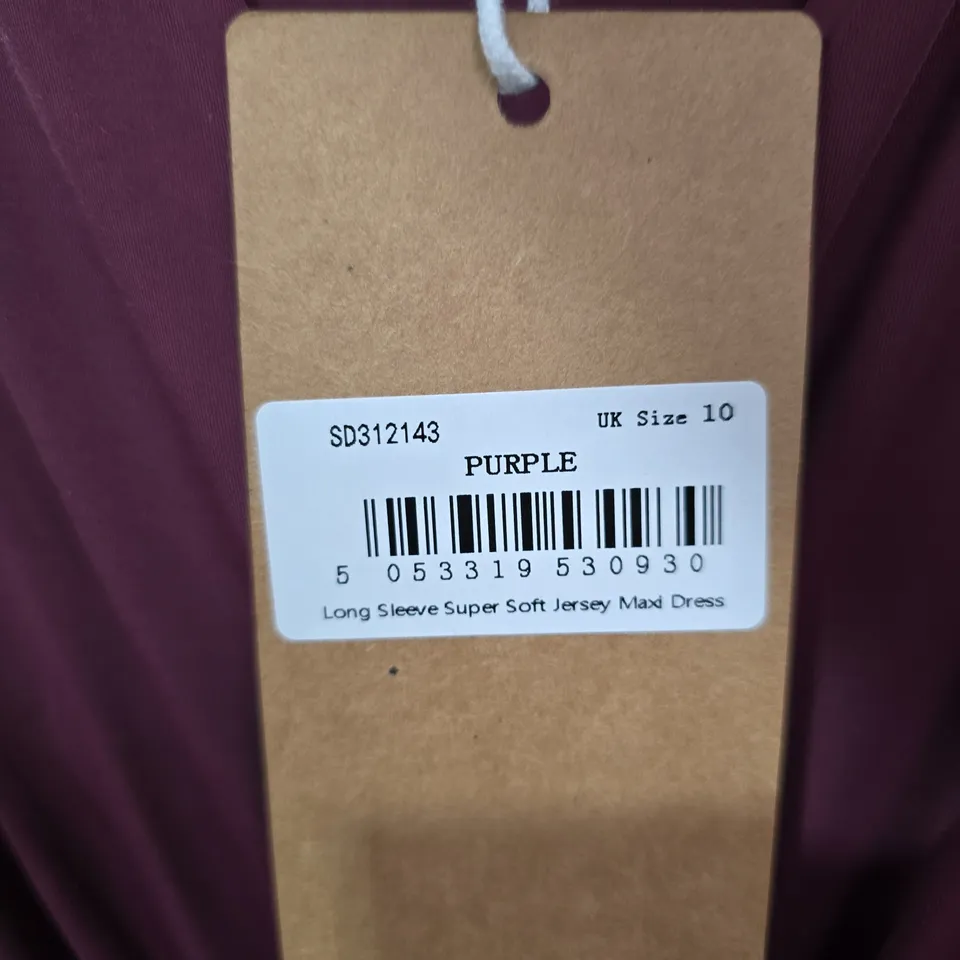 SD312143 UK Size 10
PURPLE
5 053319 530930
Long Sleeve Super Soft Jersey Maxi Dress